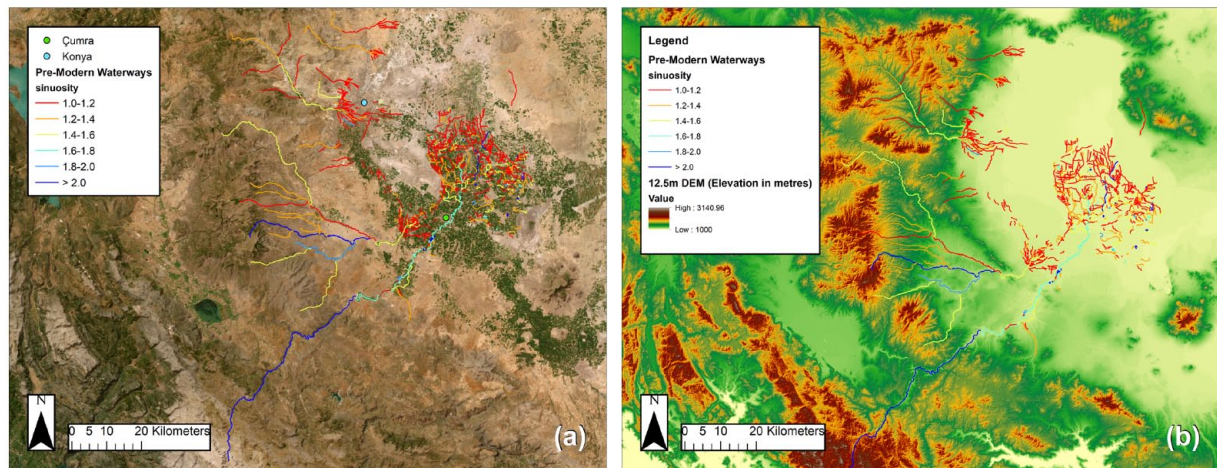 Çumra
Konya
Pre-Modern Waterways
sinuosity
1.0-1.2
1.2-1.4
1.4-1.6
1.6-1.8
1.8-2.0
> 2.0
N
0 5 10 20 Kilometers
(a)
Legend
Pre-Modern Waterways
sinuosity
1.0-1.2
1.2-1.4
1.4-1.6
1.6-1.8
1.8-2.0
> 2.0
12.5m DEM (Elevation in metres)
Value
High : 3140.96
Low : 1000
N
0 5 10 20 Kilometers
(b)